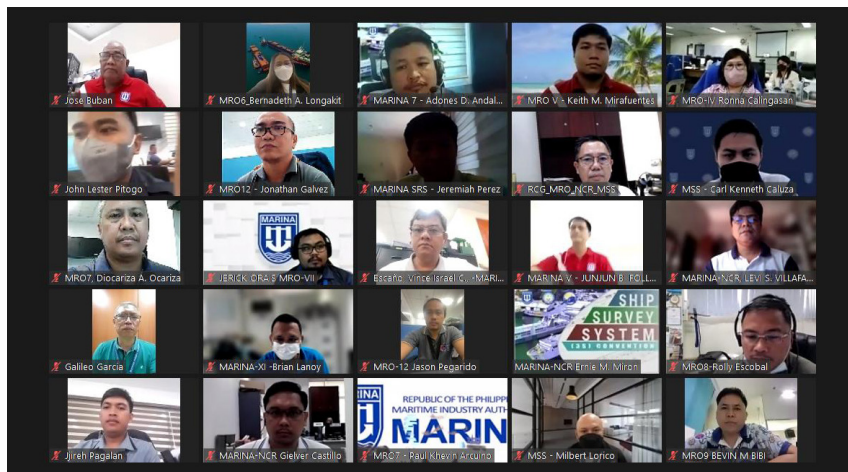 Jose Buban
MRO6_Bernadeth A. Longakit
MARINA 7 - Adones D. Andal...
MRO V - Keith M. Mirafuentes
MRO-IV Ronna Calingasan
John Lester Pitogo
MRO12 - Jonathan Galvez
MARINA SRS - Jeremiah Perez
RCG_MRO_NCR_MSS
MSS - Carl Kenneth Caluza
MRO7, Diocariza A. Ocariza
MARINA
JERICK ORA S MRO-VII
Escaño, Vince Israel C. -MARI...
MARINA V - JUNJUN B. FOLL...
MARINA-NCR, LEVI S. VILLAFA...
Galileo Garcia
MARINA-XI -Brian Lanoy
MRO-12 Jason Pegarido
SHIP
SURVEY
SYSTEM
MARINA-NCR Ernie M. Miron
MRO8-Rolly Escobal
Jjireh Pagalan
MARINA-NCR Gielver Castillo
RINA
REPUBLIC OF THE PHILIPP
MARITIME INDUSTRY AUTH
MARIN
MRO7 - Paul Khevin Arcuino
MSS - Milbert Lorico
MRO9 BEVIN M BIBI